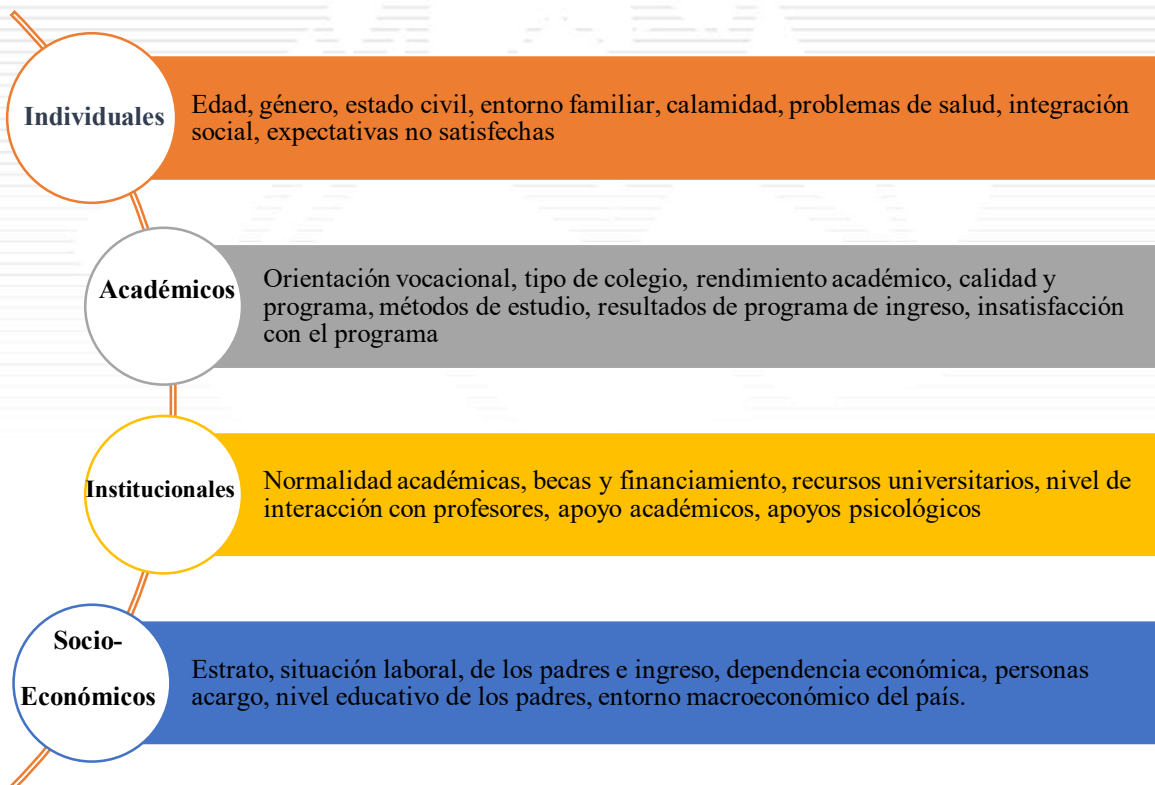 Individuales
Edad, género, estado civil, entorno familiar, calamidad, problemas de salud, integración
social, expectativas no satisfechas
Académicos
Orientación vocacional, tipo de colegio, rendimiento académico, calidad y
programa, métodos de estudio, resultados de programa de ingreso, insatisfacción
con el programa
Institucionales
Normalidad académicas, becas y financiamiento, recursos universitarios, nivel de
interacción con profesores, apoyo académicos, apoyos psicológicos
Socio-
Económicos
Estrato, situación laboral, de los padres e ingreso, dependencia económica, personas
acargo, nivel educativo de los padres, entorno macroeconómico del país.